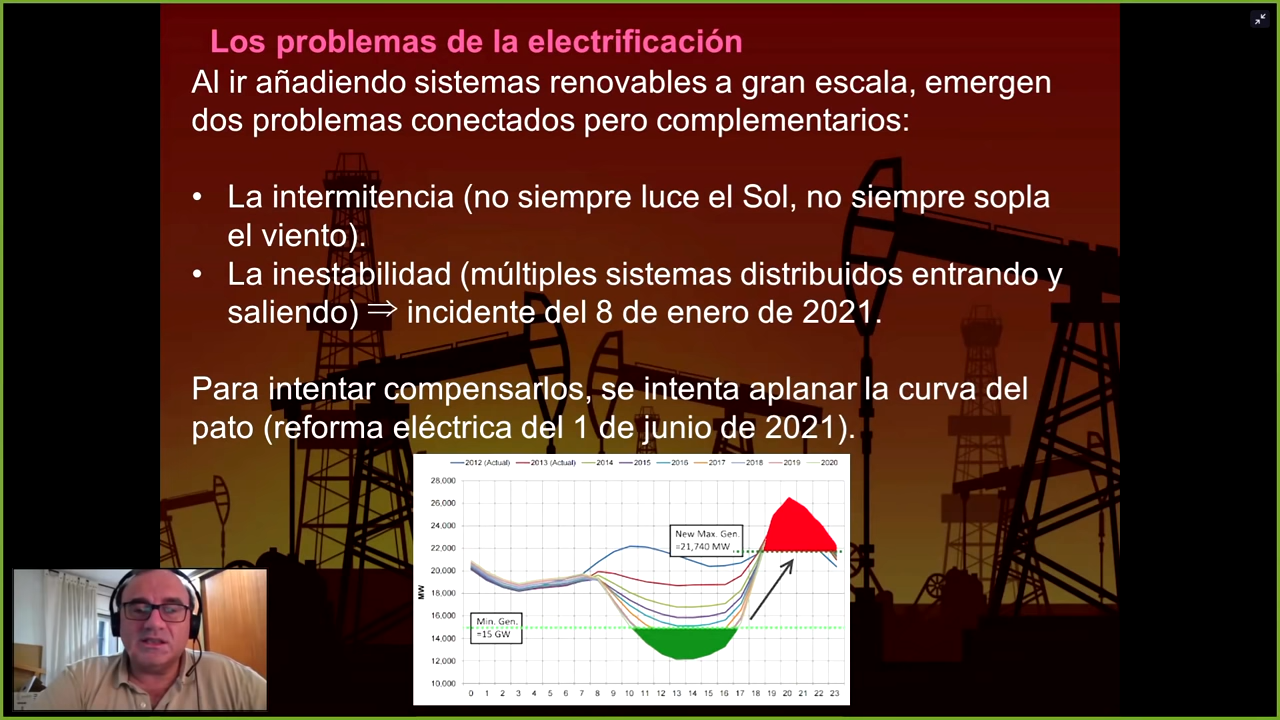 Los problemas de la electrificación
Al ir añadiendo sistemas renovables a gran escala, emergen
dos problemas conectados pero complementarios:
• La intermitencia (no siempre luce el Sol, no siempre sopla
el viento).
• La inestabilidad (múltiples sistemas distribuidos entrando y
saliendo) ⇒ incidente del 8 de enero de 2021.
Para intentar compensarlos, se intenta aplanar la curva del
pato (reforma eléctrica del 1 de junio de 2021).
2012 (Actual) 2013 (Actual) 2014 2015 2016 2017 2018 2019 2020
28,000
26,000
24,000
22,000
20,000
18,000
16,000
14,000
12,000
10,000
MW
New Max. Gen.
=21,740 MW
Min. Gen.
=15 GW
0 1 2 3 4 5 6 7 8 9 10 11 12 13 14 15 16 17 18 19 20 21 22 23